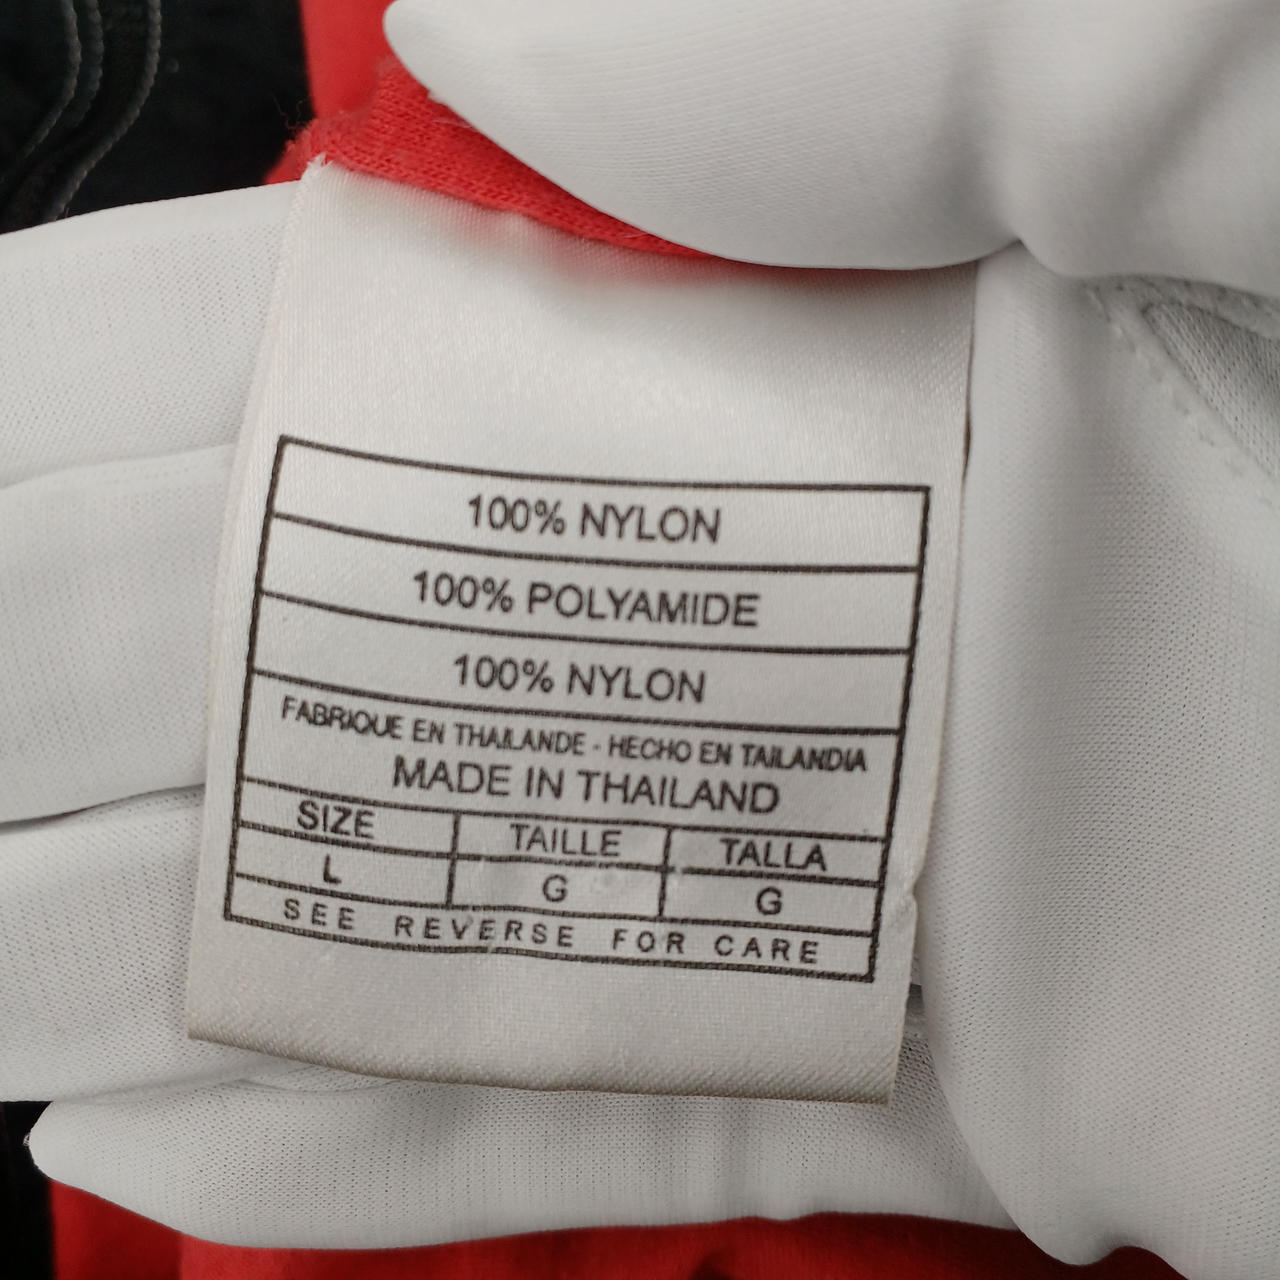 100% NYLON
100% POLYAMIDE
100% NYLON
FABRIQUE EN THAILANDE - HECHO EN TAILANDIA
MADE IN THAILAND
SIZE TAILLE TALLA
L G G
SEE REVERSE FOR CARE